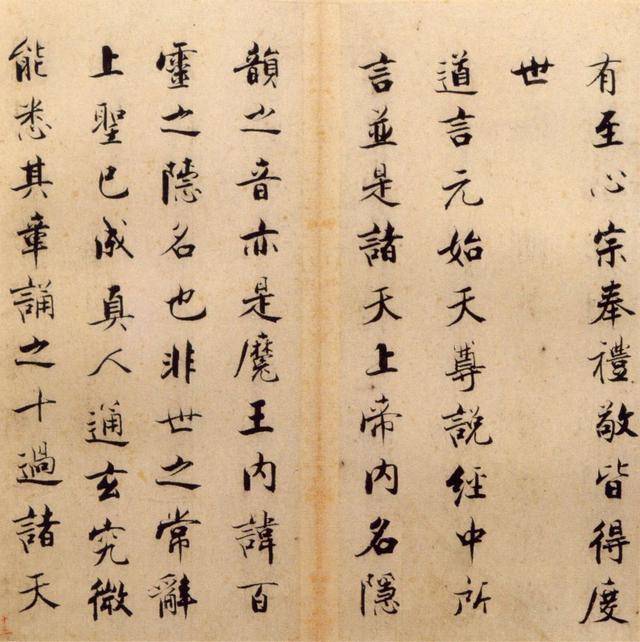 有至心宗奉禮敬皆得度
世
道言元始天尊説經中所
言並是諸天上帝内名隱
韻之音亦是魔王内諱百
靈之隱名也非世之常辭
上聖已成真人通玄究微
能悉其章誦之十過諸天